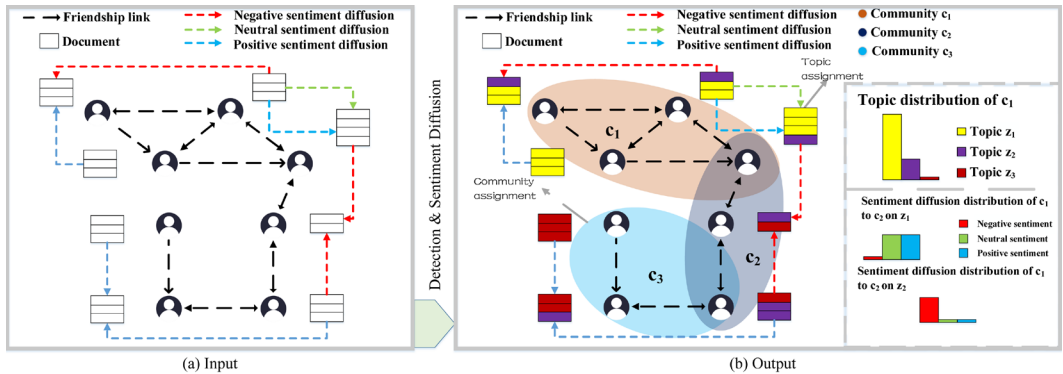 Friendship link
Document
Negative sentiment diffusion
Neutral sentiment diffusion
Positive sentiment diffusion
(a) Input
Detection & Sentiment Diffusion
Friendship link
Document
Negative sentiment diffusion
Neutral sentiment diffusion
Positive sentiment diffusion
Community c1
Community c2
Community c3
Topic
assignment
c1
Community
assignment
c2
c3
Topic distribution of c1
Topic z1
Topic z2
Topic z3
Sentiment diffusion distribution of c1
to c2 on z1
Negative sentiment
Neutral sentiment
Positive sentiment
Sentiment diffusion distribution of c1
to c2 on z2
(b) Output